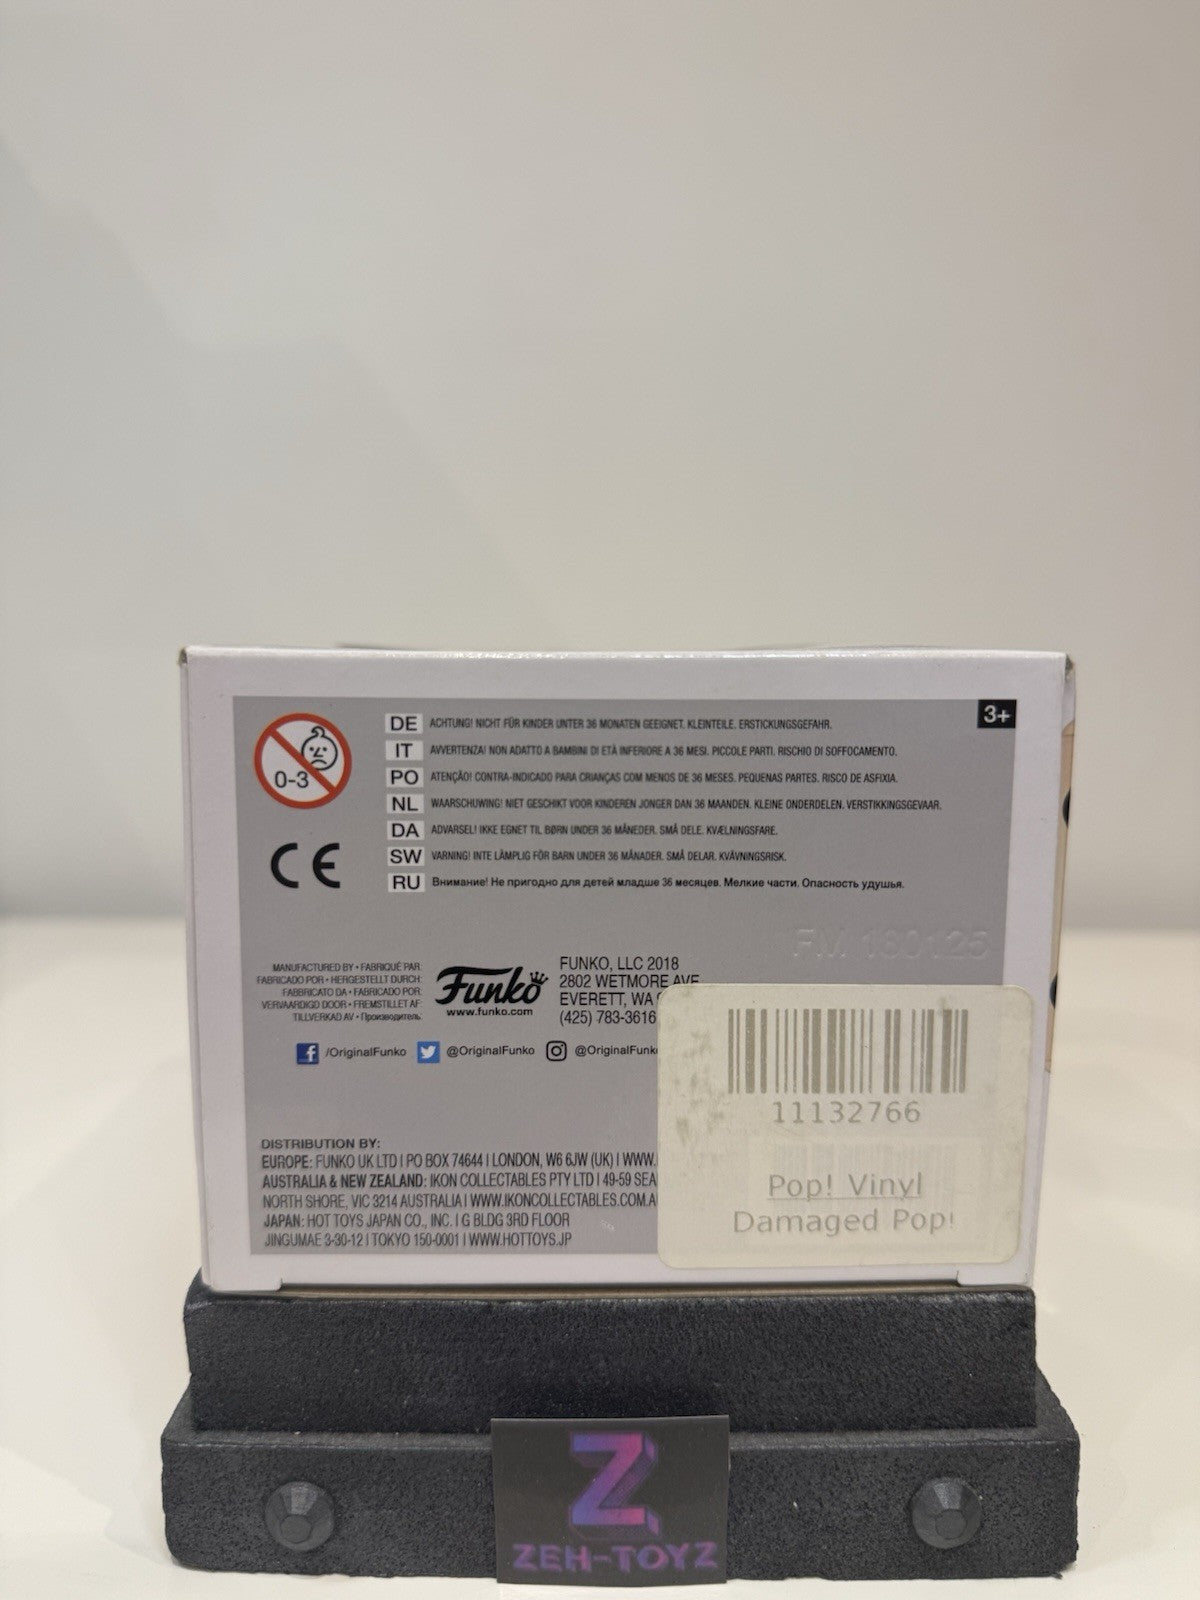 3+
0-3
DE ACHTUNG! NICHT FÜR KINDER UNTER 36 MONATEN GEEIGNET. KLEINTEILE. ERSTICKUNGSGEFAHR.
IT AVVERTENZA! NON ADATTO A BAMBINI DI ETÀ INFERIORE A 36 MESI. PICCOLE PARTI. RISCHIO DI SOFFOCAMENTO.
PO ATENÇÃO! CONTRA-INDICADO PARA CRIANÇAS COM MENOS DE 36 MESES. PEQUENAS PARTES. RISCO DE ASFIXIA.
NL WAARSCHUWING! NIET GESCHIKT VOOR KINDEREN JONGER DAN 36 MAANDEN. KLEINE ONDERDELEN. VERSTIKKINGSGEVAAR.
DA ADVARSEL! IKKE EGNET TIL BØRN UNDER 36 MÅNEDER. SMÅ DELE. KVÆLNINGSFARE.
SW VARNING! INTE LÄMPLIG FÖR BARN UNDER 36 MÅNADER. SMÅ DELAR. KVÄVNINGSRISK.
RU Внимание! Не пригодно для детей младше 36 месяцев. Мелкие части. Опасность удушья.
CE
FM 160125
MANUFACTURED BY • FABRIQUÉ PAR:
FABRICADO POR • HERGESTELLT DURCH:
FABBRICATO DA • FABRICADO POR:
VERVAARDIGD DOOR • FREMSTILLET AF:
TILLVERKAD AV • Производитель:
Funko
www.funko.com
FUNKO, LLC 2018
2802 WETMORE AVE
EVERETT, WA
(425) 783-3616
/OriginalFunko @OriginalFunko @OriginalFunko
DISTRIBUTION BY:
EUROPE: FUNKO UK LTD | PO BOX 74644 | LONDON, W6 6JW (UK) | WWW.
AUSTRALIA & NEW ZEALAND: IKON COLLECTABLES PTY LTD | 49-59 SEA
NORTH SHORE, VIC 3214 AUSTRALIA | WWW.IKONCOLLECTABLES.COM.A
JAPAN: HOT TOYS JAPAN CO., INC. | G BLDG 3RD FLOOR
JINGUMAE 3-30-12 | TOKYO 150-0001 | WWW.HOTTOYS.JP
11132766
Pop! Vinyl
Damaged Pop!
Z
ZEH-TOYZ